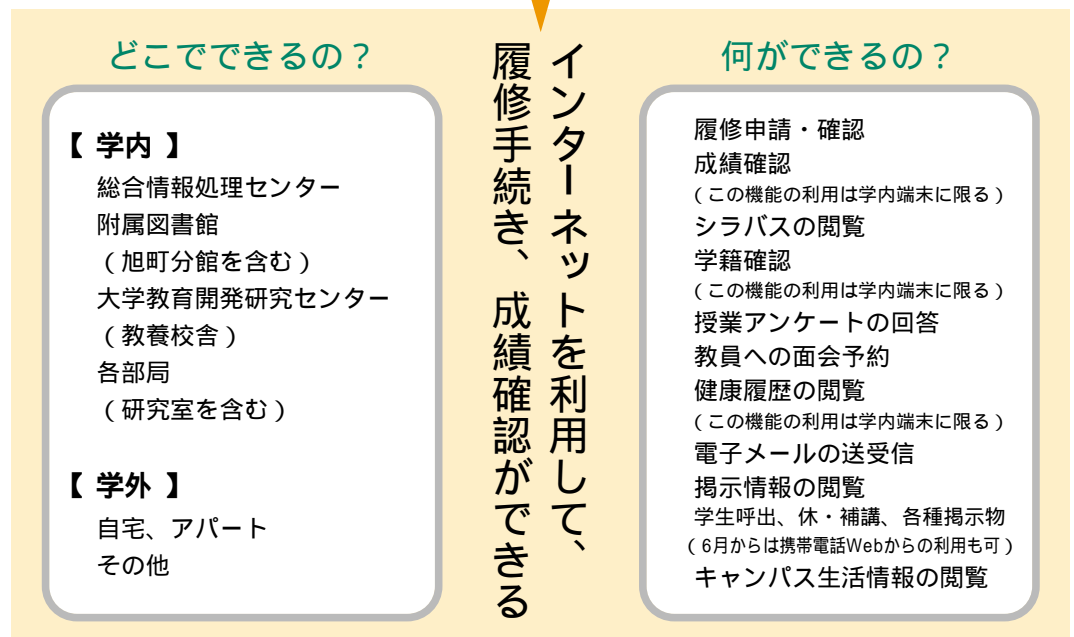 どこでできるの？
【 学内 】
総合情報処理センター
附属図書館
（旭町分館を含む）
大学教育開発研究センター
（教養校舎）
各部局
（研究室を含む）
【 学外 】
自宅、アパート
その他
インターネットを利用して、
履修手続き、成績確認ができる
何ができるの？
履修申請・確認
成績確認
（この機能の利用は学内端末に限る）
シラバスの閲覧
学籍確認
（この機能の利用は学内端末に限る）
授業アンケートの回答
教員への面会予約
健康履歴の閲覧
（この機能の利用は学内端末に限る）
電子メールの送受信
掲示情報の閲覧
学生呼出、休・補講、各種掲示物
（6月からは携帯電話Webからの利用も可）
キャンパス生活情報の閲覧